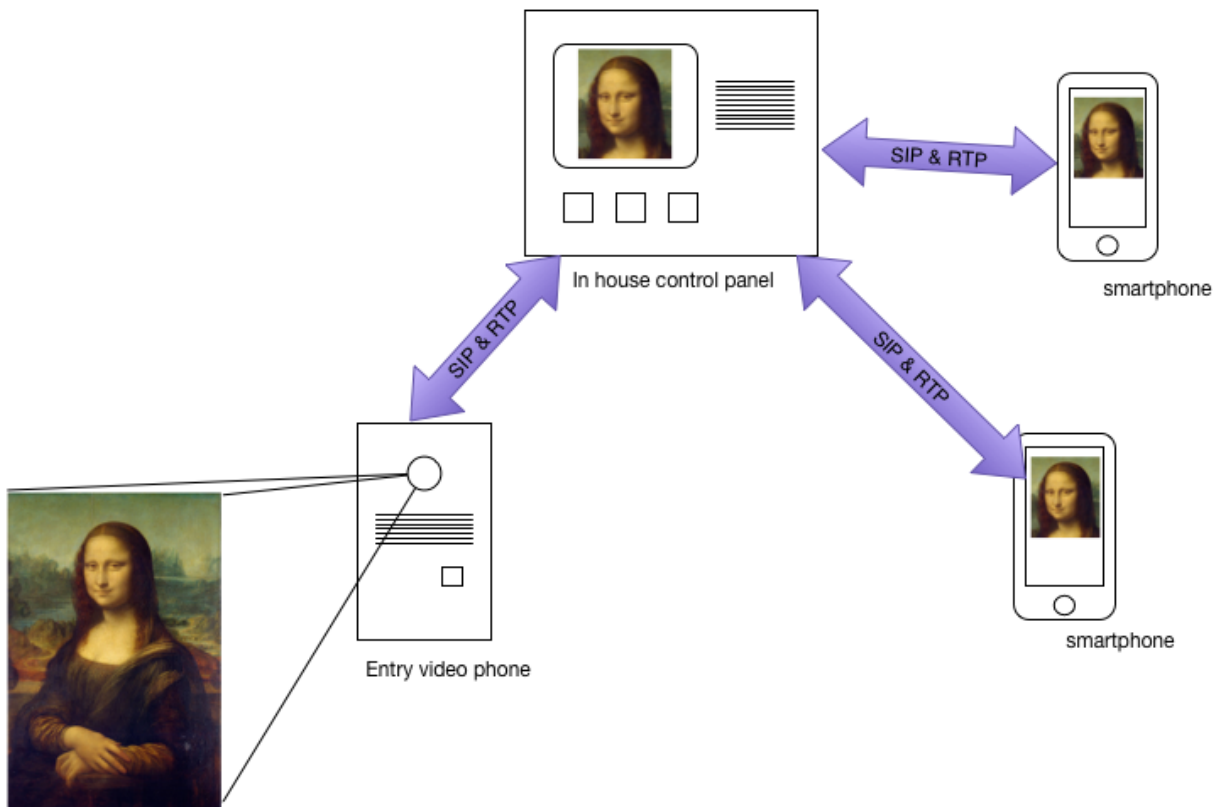 SIP & RTP
In house control panel
smartphone
SIP & RTP
SIP & RTP
smartphone
Entry video phone